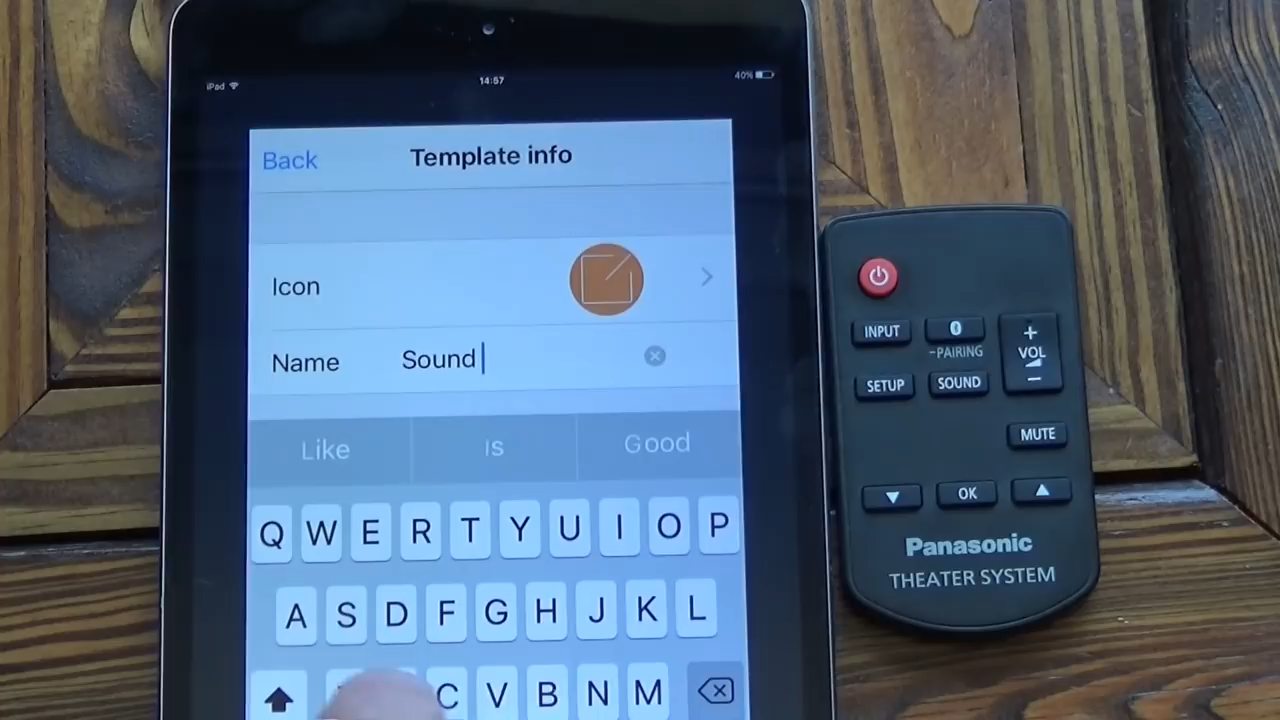 iPad 14:57 40%
Back Template info
Icon
Name Sound
Like Is Good
Q W E R T Y U I O P
A S D F G H J K L
C V B N M
INPUT
-PAIRING
+ VOL -
SETUP SOUND
MUTE
OK
Panasonic
THEATER SYSTEM